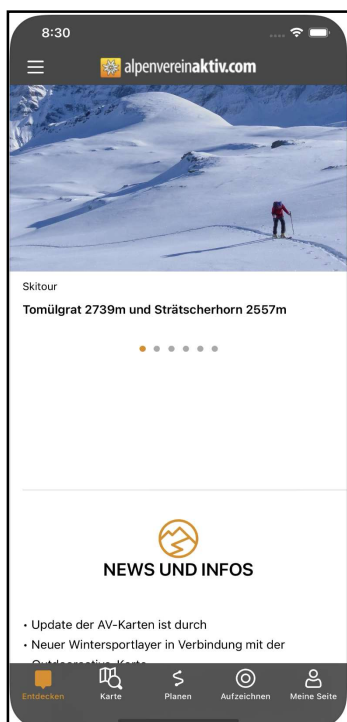 8:30
alpenvereinaktiv.com
Skitour
Tomülgrat 2739m und Strätscherhorn 2557m
NEWS UND INFOS
• Update der AV-Karten ist durch
• Neuer Wintersportlayer in Verbindung mit der
Entdecken Karte Planen Aufzeichnen Meine Seite